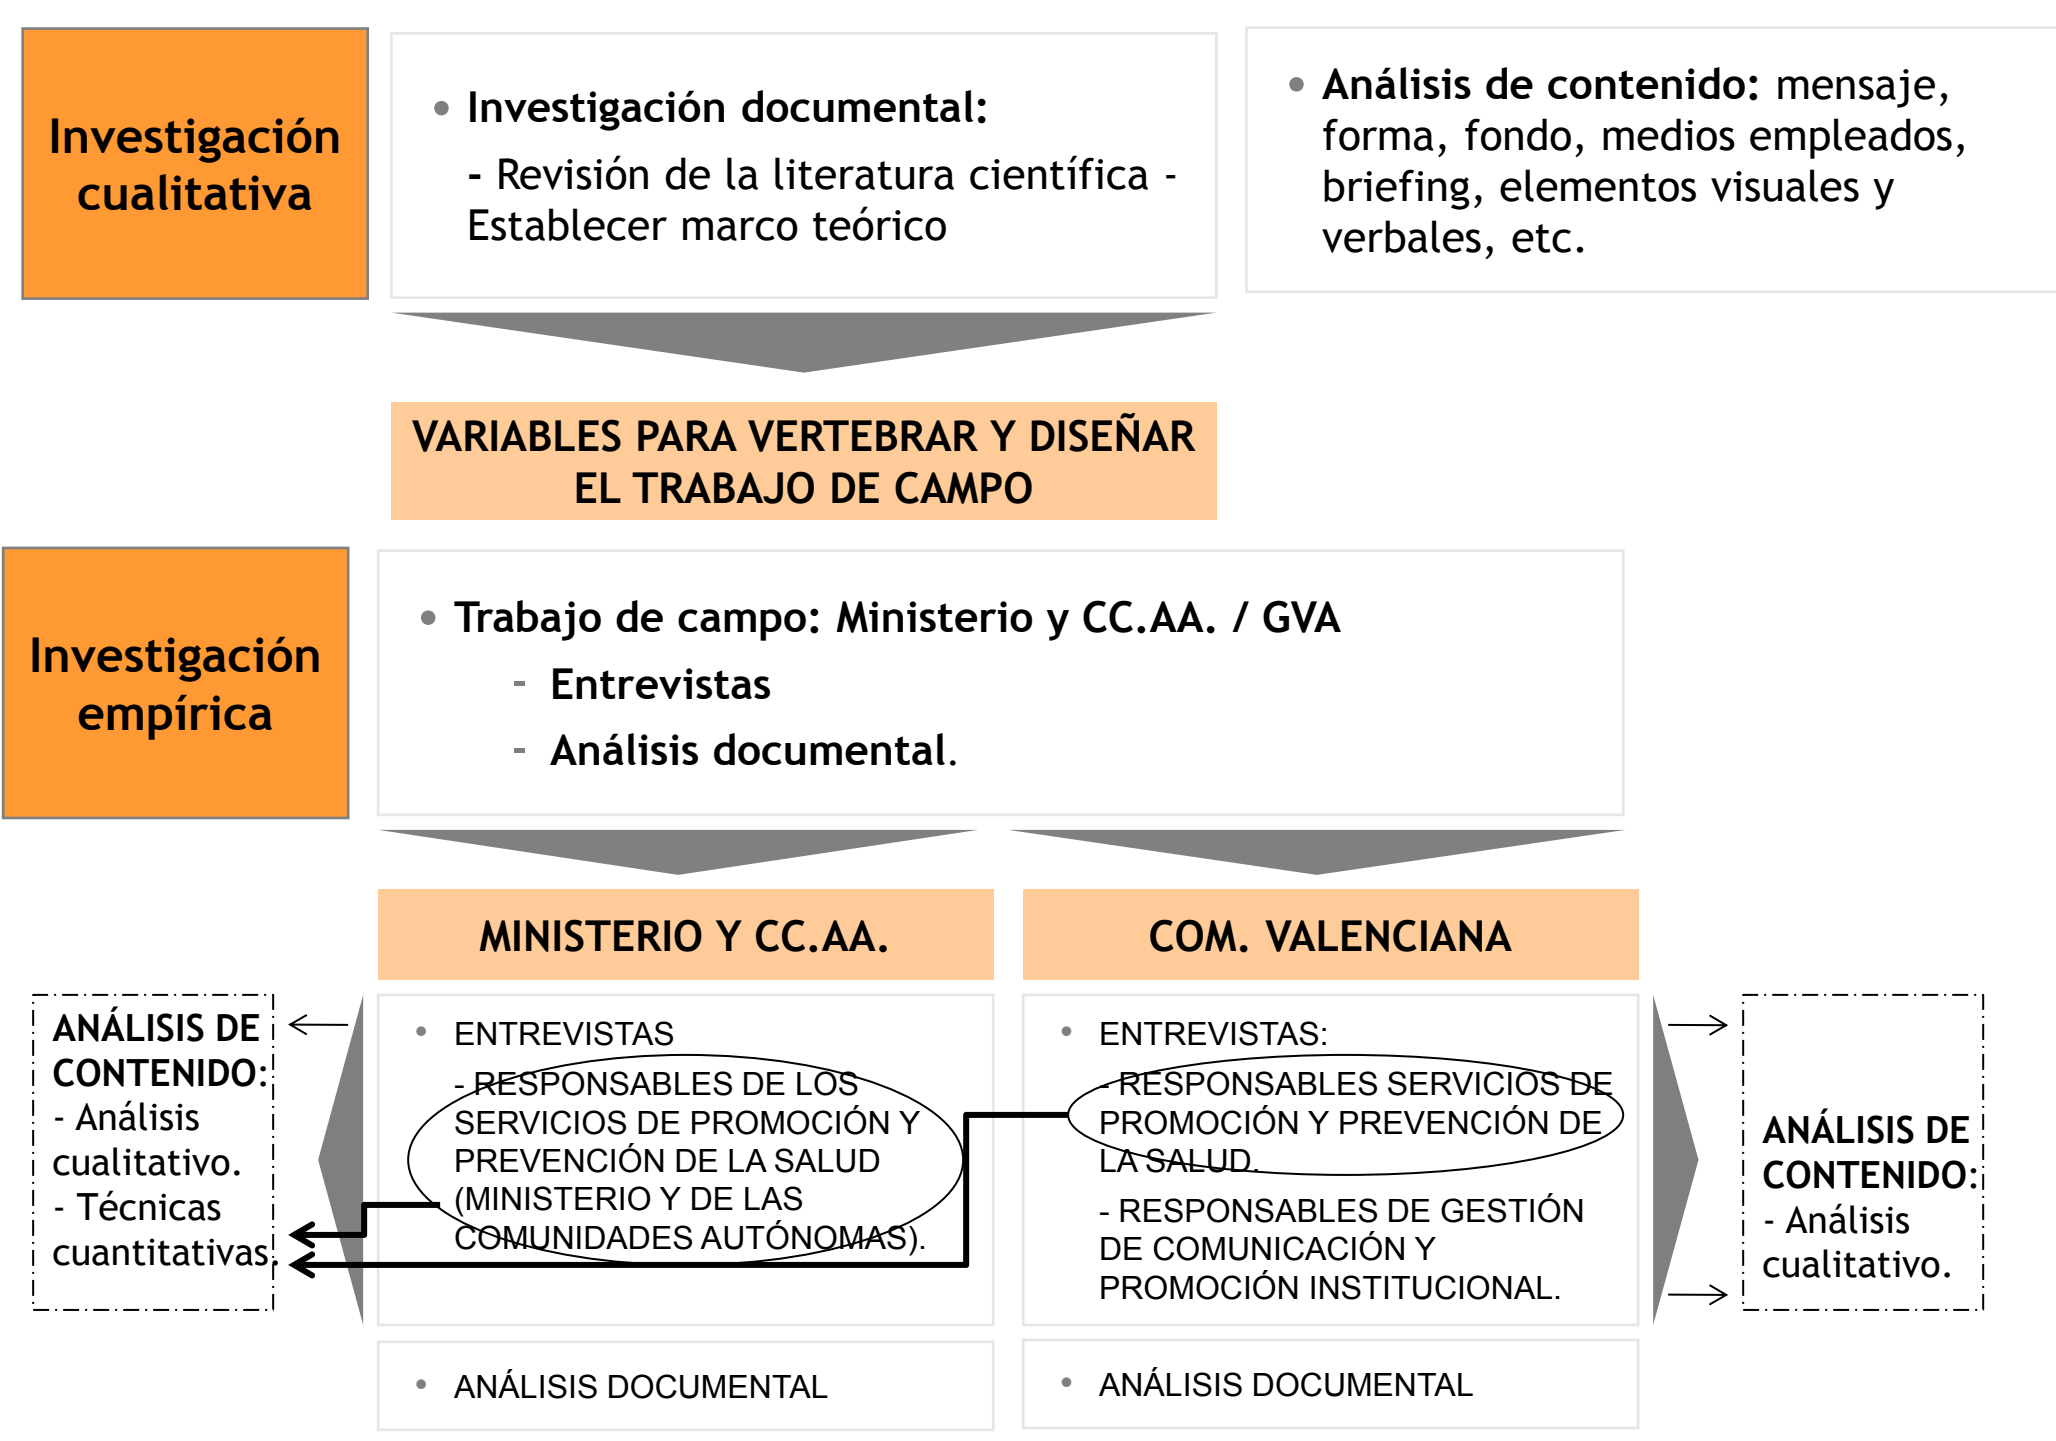 Investigación
cualitativa
• Investigación documental:
- Revisión de la literatura científica -
Establecer marco teórico
• Análisis de contenido: mensaje,
forma, fondo, medios empleados,
briefing, elementos visuales y
verbales, etc.
VARIABLES PARA VERTEBRAR Y DISEÑAR
EL TRABAJO DE CAMPO
Investigación
empírica
• Trabajo de campo: Ministerio y CC.AA. / GVA
- Entrevistas
- Análisis documental.
MINISTERIO Y CC.AA.
COM. VALENCIANA
ANÁLISIS DE
CONTENIDO:
- Análisis
cualitativo.
- Técnicas
cuantitativas.
• ENTREVISTAS
- RESPONSABLES DE LOS
SERVICIOS DE PROMOCIÓN Y
PREVENCIÓN DE LA SALUD
(MINISTERIO Y DE LAS
COMUNIDADES AUTÓNOMAS).
• ENTREVISTAS:
- RESPONSABLES SERVICIOS DE
PROMOCIÓN Y PREVENCIÓN DE
LA SALUD.
- RESPONSABLES DE GESTIÓN
DE COMUNICACIÓN Y
PROMOCIÓN INSTITUCIONAL.
ANÁLISIS DE
CONTENIDO:
- Análisis
cualitativo.
• ANÁLISIS DOCUMENTAL
• ANÁLISIS DOCUMENTAL